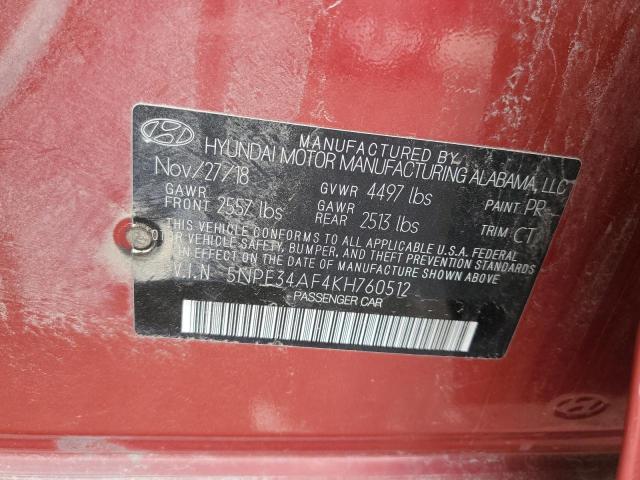 MANUFACTURED BY
HYUNDAI MOTOR MANUFACTURING ALABAMA, LLC
Nov/27/18 GVWR 4497 lbs PAINT PR
GAWR FRONT 2557 lbs GAWR REAR 2513 lbs TRIM CT
THIS VEHICLE CONFORMS TO ALL APPLICABLE U.S.A. FEDERAL
MOTOR VEHICLE SAFETY, BUMPER, AND THEFT PREVENTION STANDARDS
IN EFFECT ON THE DATE OF MANUFACTURE SHOWN ABOVE.
V.I.N 5NPE34AF4KH760512
PASSENGER CAR